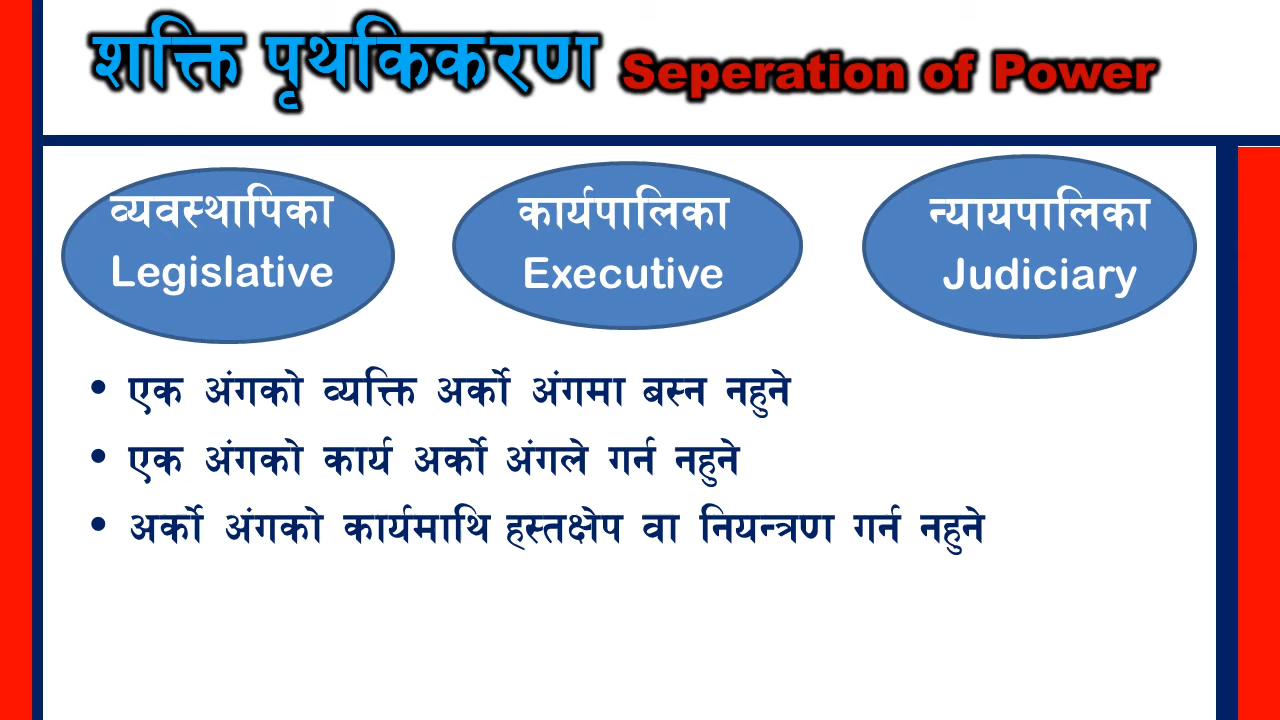 शक्ति पृथकिकरण Seperation of Power
व्यवस्थापिका
Legislative
कार्यपालिका
Executive
न्यायपालिका
Judiciary
• एक अंगको व्यक्ति अर्को अंगमा बस्न नहुने
• एक अंगको कार्य अर्को अंगले गर्न नहुने
• अर्को अंगको कार्यमाथि हस्तक्षेप वा नियन्त्रण गर्न नहुने